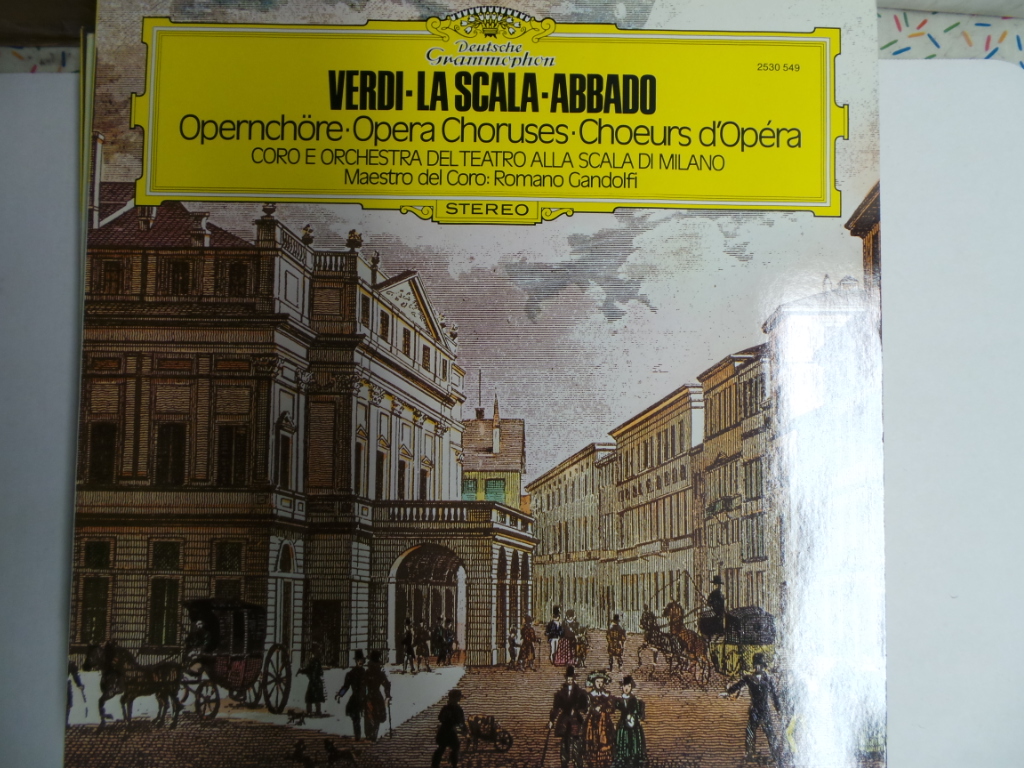 Deutsche
Grammophon
2530 549
VERDI·LA SCALA·ABBADO
Opernchöre·Opera Choruses·Choeurs d'Opéra
CORO E ORCHESTRA DEL TEATRO ALLA SCALA DI MILANO
Maestro del Coro: Romano Gandolfi
STEREO